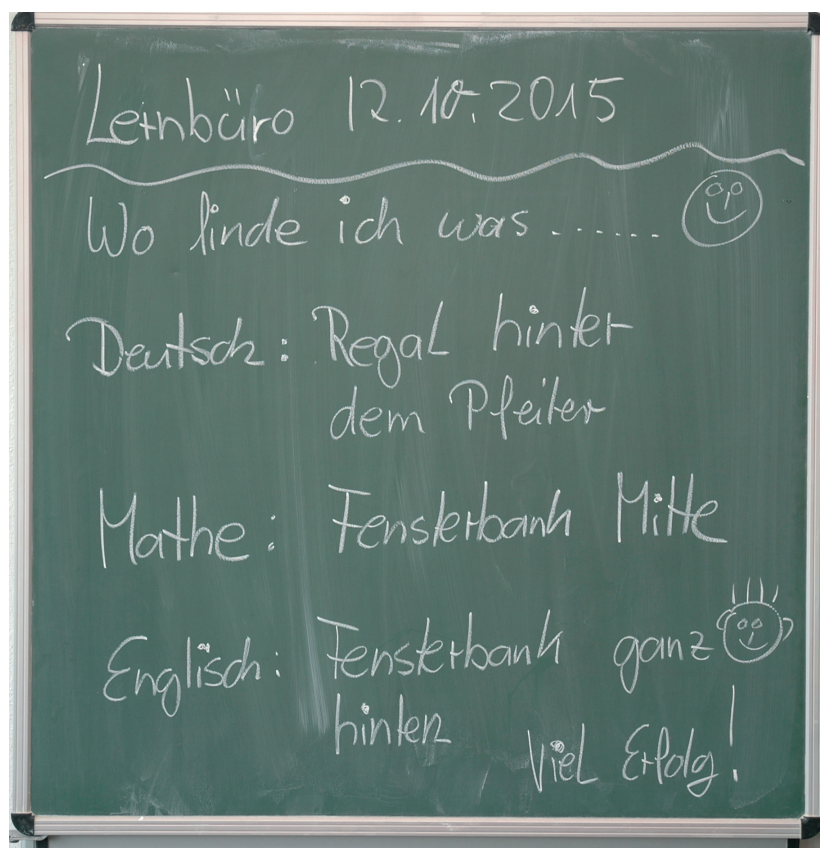 Lernbüro 12.10.2015
Wo finde ich was ......
Deutsch: Regal hinter
dem Pfeiler
Mathe: Fensterbank Mitte
Englisch: Fensterbank ganz
hinten
Viel Erfolg!